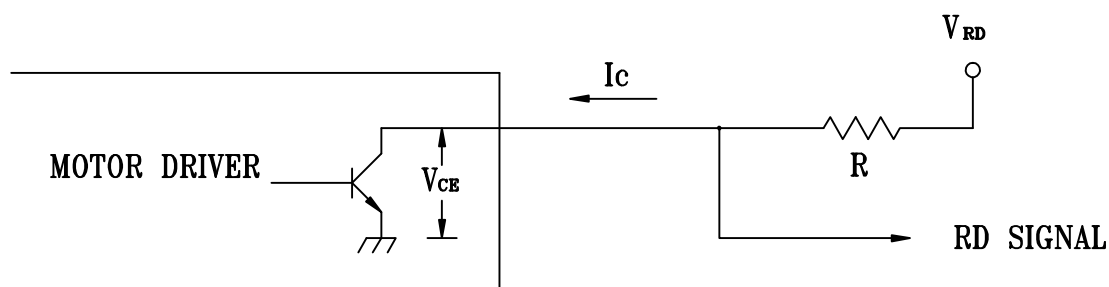 V_RD
Ic
MOTOR DRIVER
V_CE
R
RD SIGNAL